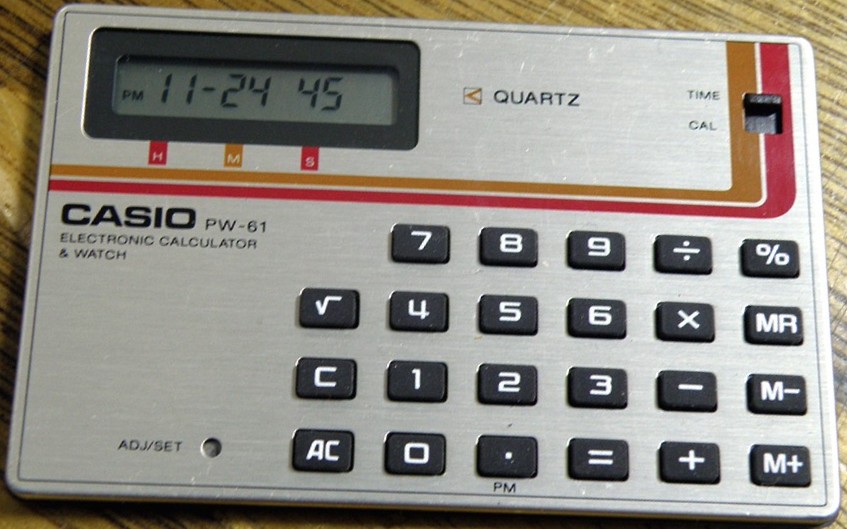 PM 11-24 45
QUARTZ
TIME
CAL
H M S
CASIO PW-61
ELECTRONIC CALCULATOR
& WATCH
7 8 9 ÷ %
√ 4 5 6 × MR
C 1 2 3 − M−
ADJ/SET
AC 0 . = + M+
PM